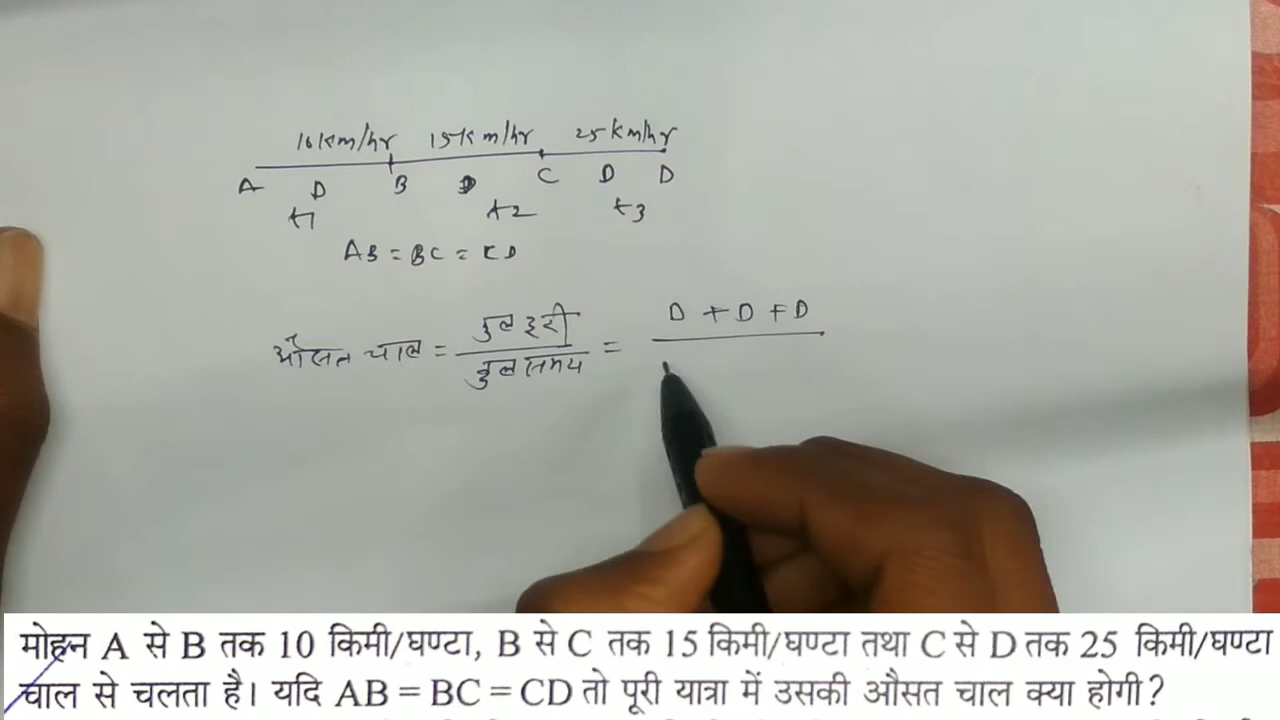 10km/hr 15km/hr 25km/hr
A D B D C D D
t1 t2 t3
AB = BC = CD
औसत चाल = कुल दूरी / कुल समय = D + D + D
मोहन A से B तक 10 किमी/घण्टा, B से C तक 15 किमी/घण्टा तथा C से D तक 25 किमी/घण्टा
चाल से चलता है। यदि AB = BC = CD तो पूरी यात्रा में उसकी औसत चाल क्या होगी?